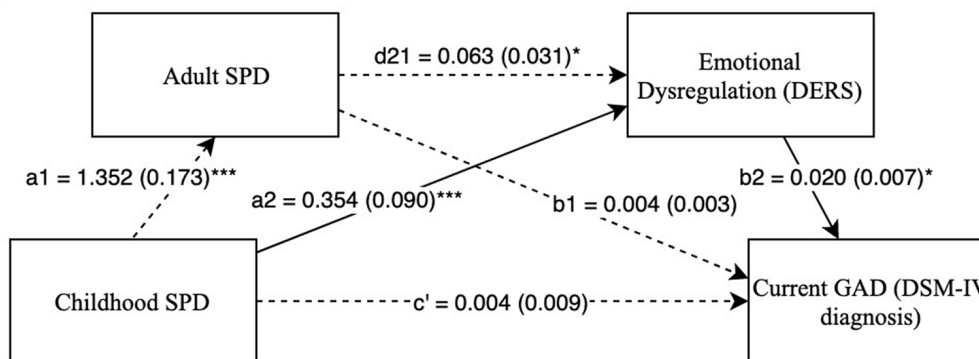 Adult SPD
d21 = 0.063 (0.031)*
Emotional
Dysregulation (DERS)
a1 = 1.352 (0.173)***
a2 = 0.354 (0.090)***
b1 = 0.004 (0.003)
b2 = 0.020 (0.007)*
Childhood SPD
c' = 0.004 (0.009)
Current GAD (DSM-IV
diagnosis)